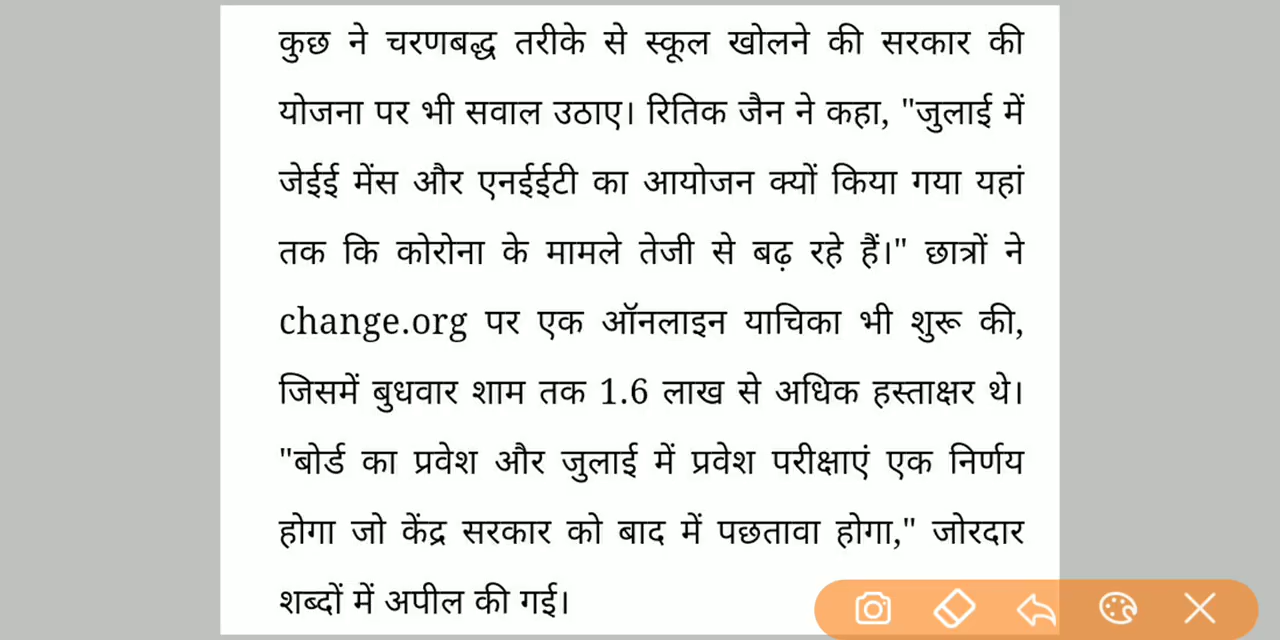 कुछ ने चरणबद्ध तरीके से स्कूल खोलने की सरकार की
योजना पर भी सवाल उठाए। रितिक जैन ने कहा, "जुलाई में
जेईई मेंस और एनईईटी का आयोजन क्यों किया गया यहां
तक कि कोरोना के मामले तेजी से बढ़ रहे हैं।" छात्रों ने
change.org पर एक ऑनलाइन याचिका भी शुरू की,
जिसमें बुधवार शाम तक 1.6 लाख से अधिक हस्ताक्षर थे।
"बोर्ड का प्रवेश और जुलाई में प्रवेश परीक्षाएं एक निर्णय
होगा जो केंद्र सरकार को बाद में पछतावा होगा," जोरदार
शब्दों में अपील की गई।